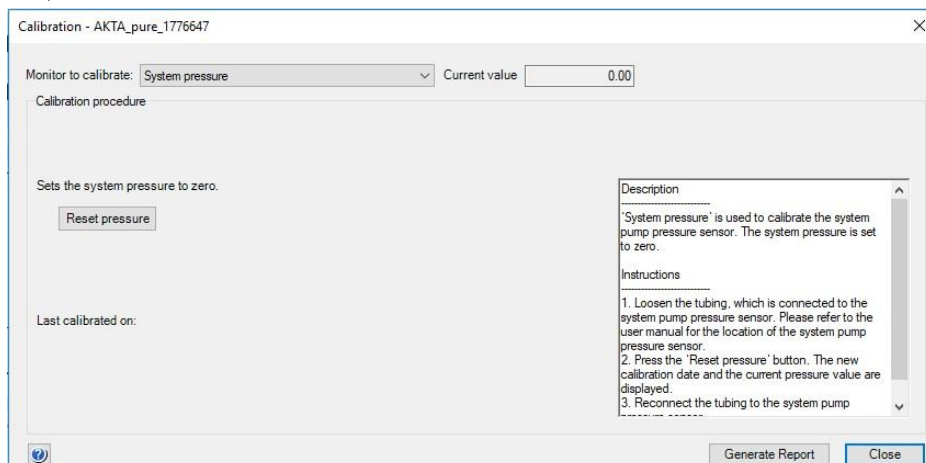 Calibration - AKTA_pure_1776647
Monitor to calibrate: System pressure Current value 0.00
Calibration procedure
Sets the system pressure to zero.
Reset pressure
Last calibrated on:
Description
----------------------------
'System pressure' is used to calibrate the system
pump pressure sensor. The system pressure is set
to zero.
Instructions
----------------------------
1. Loosen the tubing, which is connected to the
system pump pressure sensor. Please refer to the
user manual for the location of the system pump
pressure sensor.
2. Press the 'Reset pressure' button. The new
calibration date and the current pressure value are
displayed.
3. Reconnect the tubing to the system pump
Generate Report Close